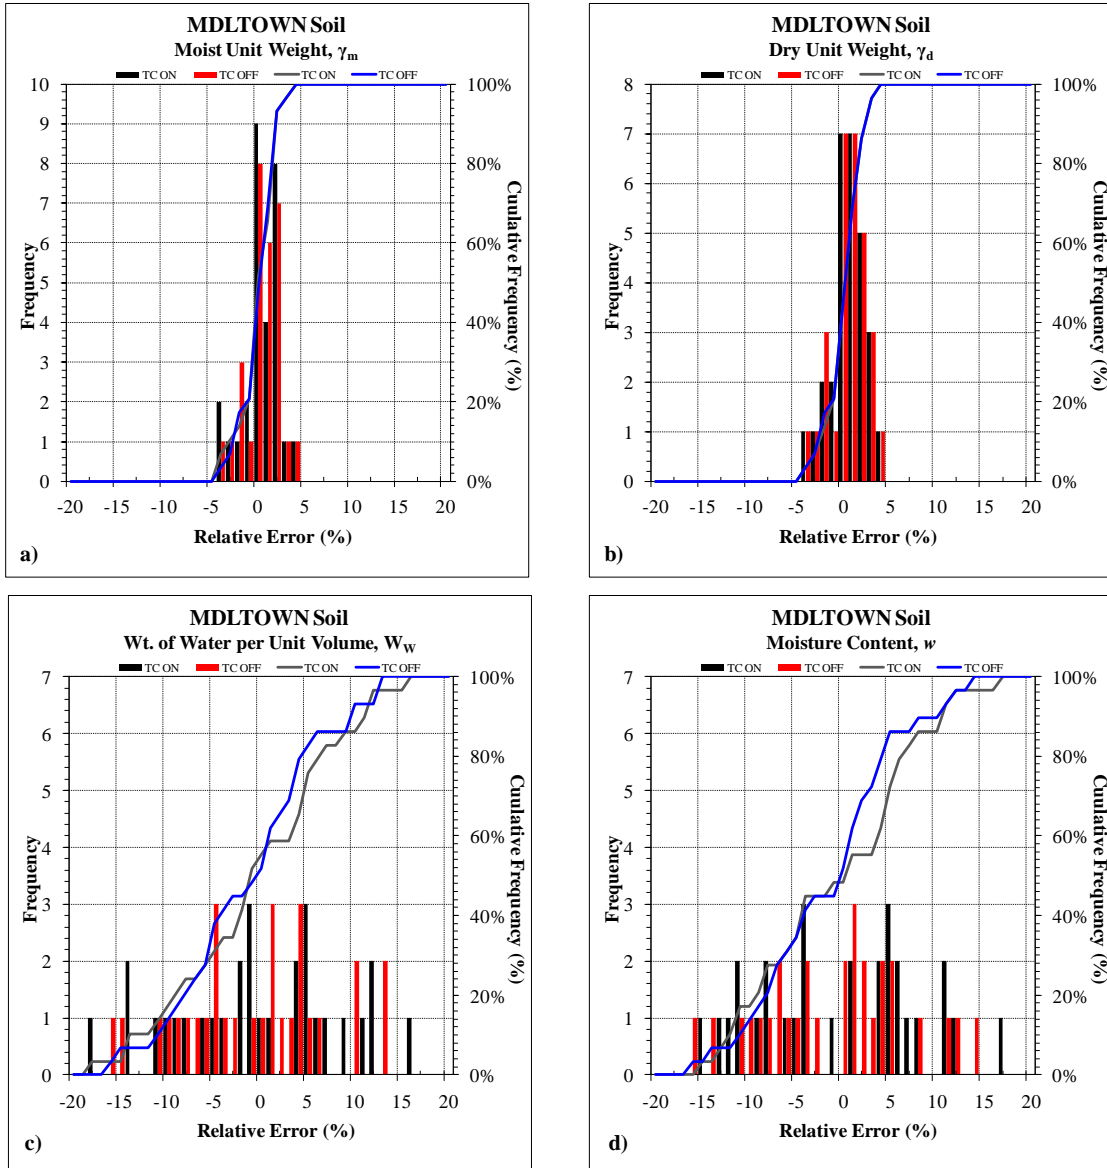 MDLTOWN Soil
Moist Unit Weight, γm
TC ON TC OFF TC ON TC OFF
10 100%
9
8 80%
7
6 60%
5
4 40%
3
2 20%
1
0 0%
-20 -15 -10 -5 0 5 10 15 20
Frequency
Cuulative Frequency (%)
Relative Error (%)
a)
MDLTOWN Soil
Dry Unit Weight, γd
TC ON TC OFF TC ON TC OFF
8 100%
7
80%
6
5 60%
4
3 40%
2
20%
1
0 0%
-20 -15 -10 -5 0 5 10 15 20
Frequency
Cuulative Frequency (%)
Relative Error (%)
b)
MDLTOWN Soil
Wt. of Water per Unit Volume, WW
TC ON TC OFF TC ON TC OFF
7 100%
6
80%
5
60%
4
3 40%
2
20%
1
0 0%
-20 -15 -10 -5 0 5 10 15 20
Frequency
Cuulative Frequency (%)
Relative Error (%)
c)
MDLTOWN Soil
Moisture Content, w
TC ON TC OFF TC ON TC OFF
7 100%
6
80%
5
60%
4
3 40%
2
20%
1
0 0%
-20 -15 -10 -5 0 5 10 15 20
Frequency
Cuulative Frequency (%)
Relative Error (%)
d)